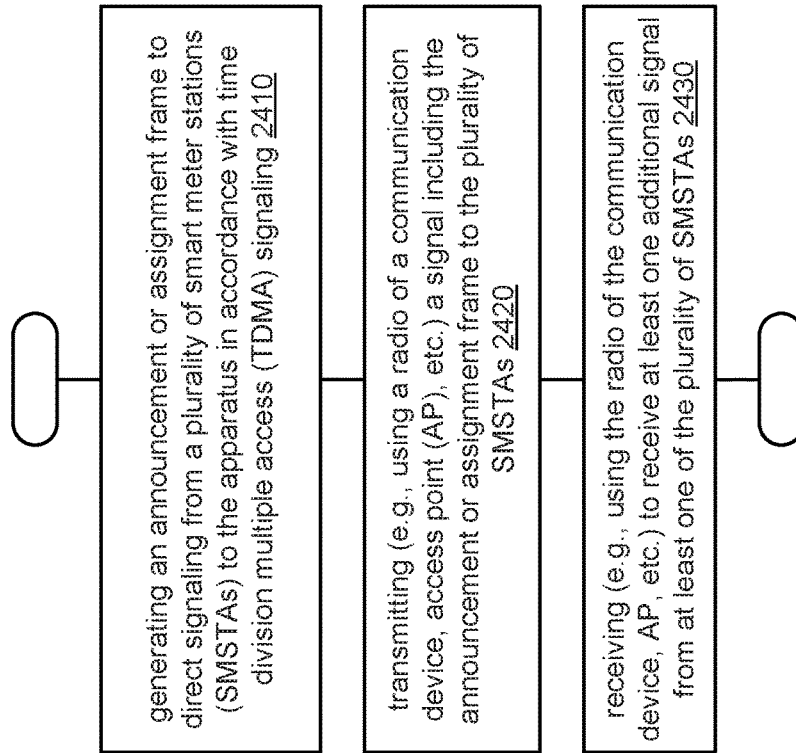 generating an announcement or assignment frame to
direct signaling from a plurality of smart meter stations
(SMSTAs) to the apparatus in accordance with time
division multiple access (TDMA) signaling 2410
transmitting (e.g., using a radio of a communication
device, access point (AP), etc.) a signal including the
announcement or assignment frame to the plurality of
SMSTAs 2420
receiving (e.g., using the radio of the communication
device, AP, etc.) to receive at least one additional signal
from at least one of the plurality of SMSTAs 2430